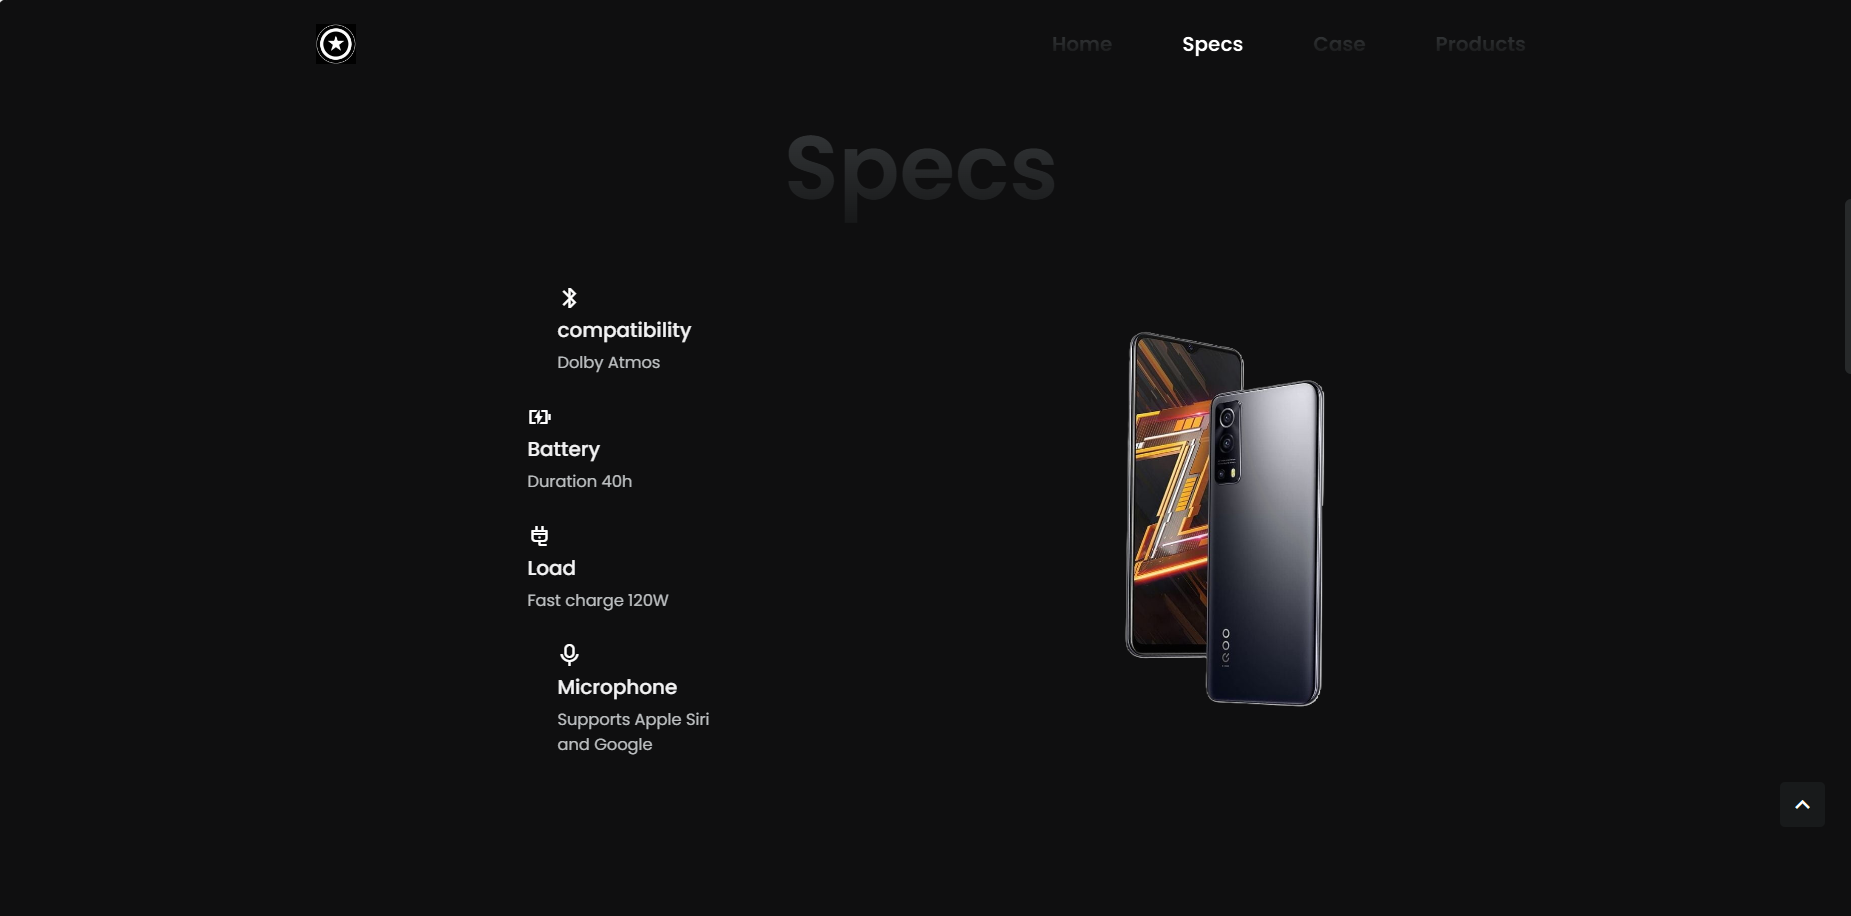 Home Specs Case Products
Specs
compatibility
Dolby Atmos
Battery
Duration 40h
Load
Fast charge 120W
Microphone
Supports Apple Siri
and Google
iQOO